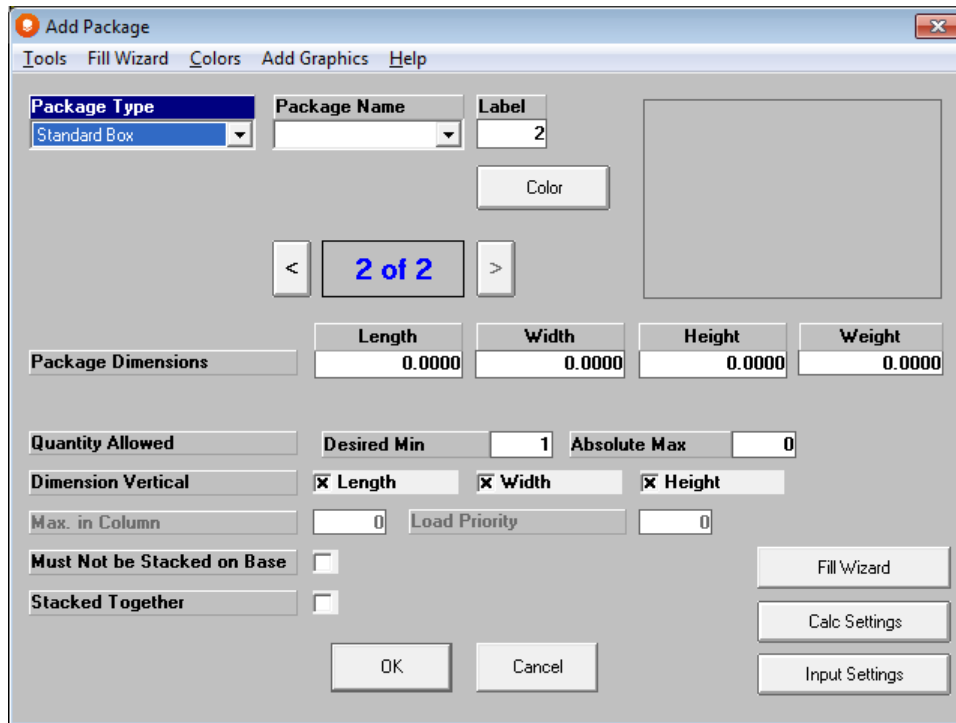 Add Package
Tools Fill Wizard Colors Add Graphics Help
Package Type Package Name Label
Standard Box 2
Color
< 2 of 2 >
Length Width Height Weight
Package Dimensions 0.0000 0.0000 0.0000 0.0000
Quantity Allowed Desired Min 1 Absolute Max 0
Dimension Vertical Length Width Height
Max. in Column 0 Load Priority 0
Must Not be Stacked on Base
Fill Wizard
Stacked Together
Calc Settings
OK Cancel
Input Settings